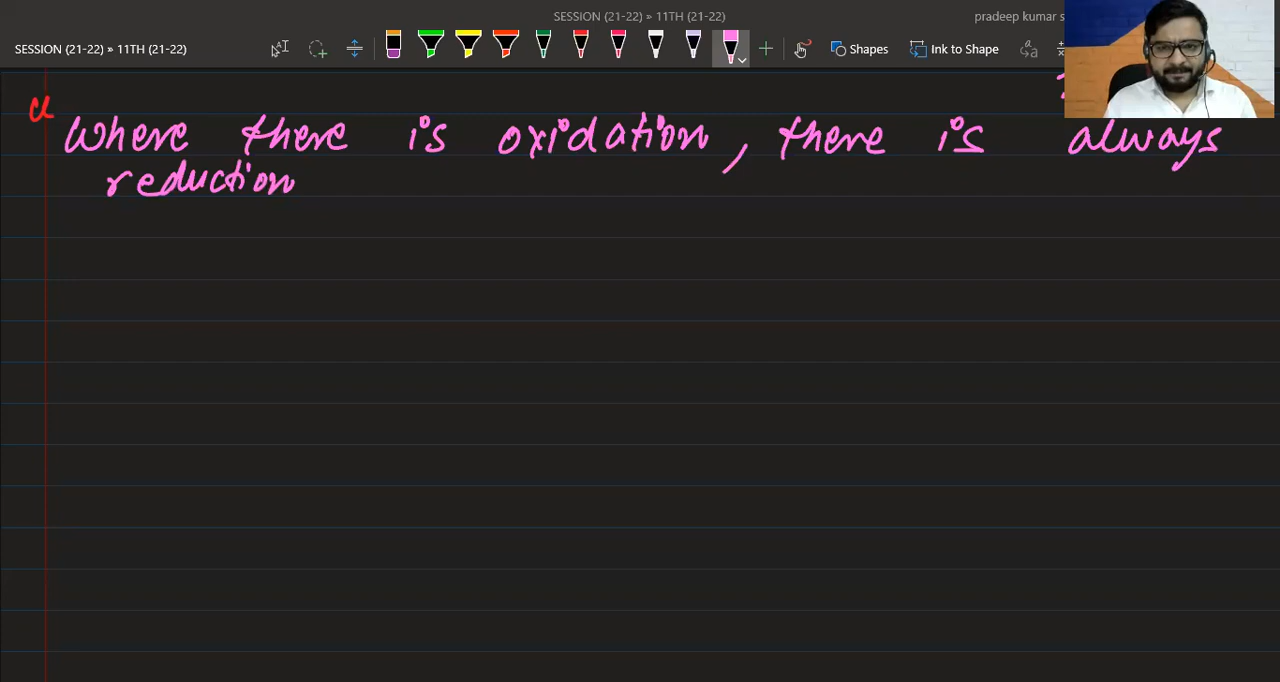 SESSION (21-22) » 11TH (21-22)
pradeep kumar s
SESSION (21-22) » 11TH (21-22)
Shapes
Ink to Shape
where there is oxidation, there is always
reduction